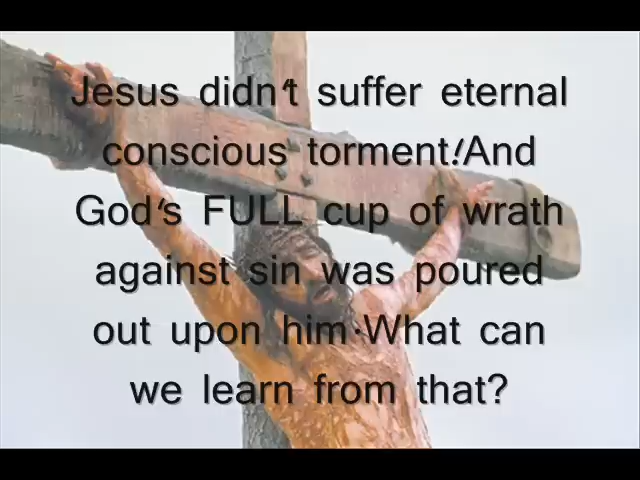 Jesus didn't suffer eternal
conscious torment!And
God's FULL cup of wrath
against sin was poured
out upon him.What can
we learn from that?